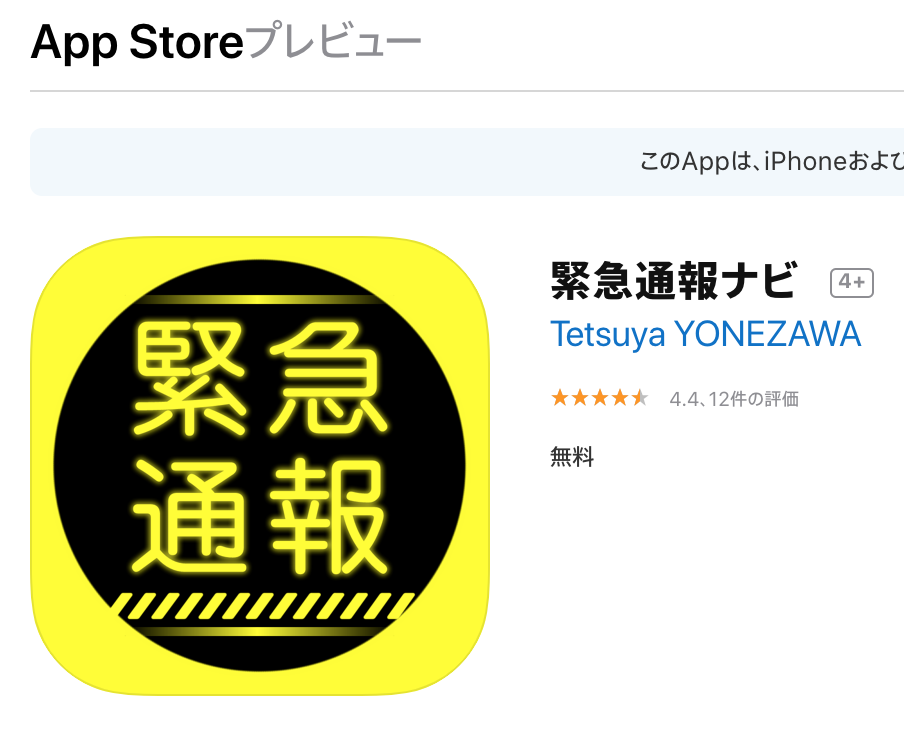 App Storeプレビュー
このAppは、iPhoneおよび
緊急
通報
緊急通報ナビ 4+
Tetsuya YONEZAWA
4.4、12件の評価
無料